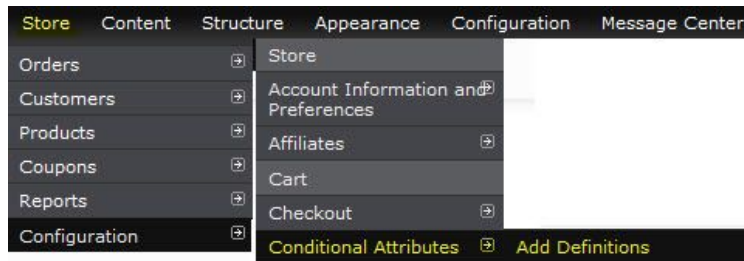 Store Content Structure Appearance Configuration Message Center
Orders
Customers
Products
Coupons
Reports
Configuration
Store
Account Information and
Preferences
Affiliates
Cart
Checkout
Conditional Attributes
Add Definitions